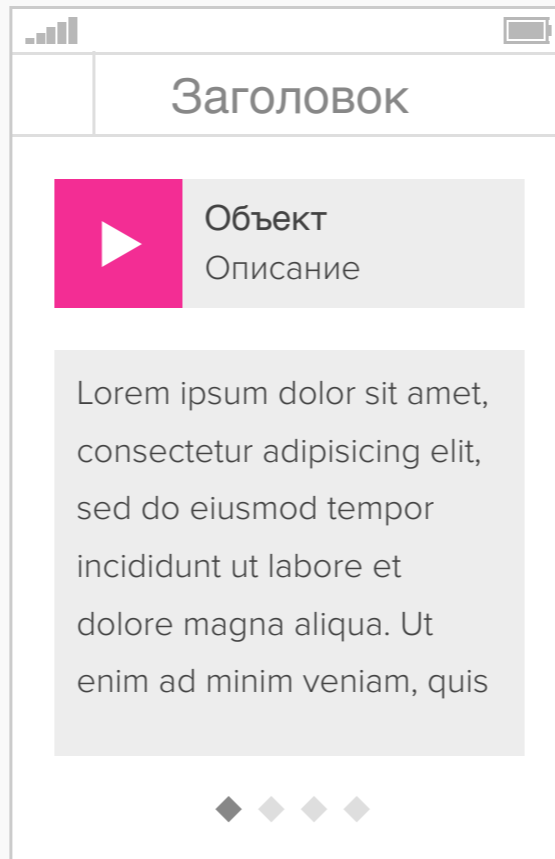 Заголовок
Объект
Описание
Lorem ipsum dolor sit amet,
consectetur adipisicing elit,
sed do eiusmod tempor
incididunt ut labore et
dolore magna aliqua. Ut
enim ad minim veniam, quis